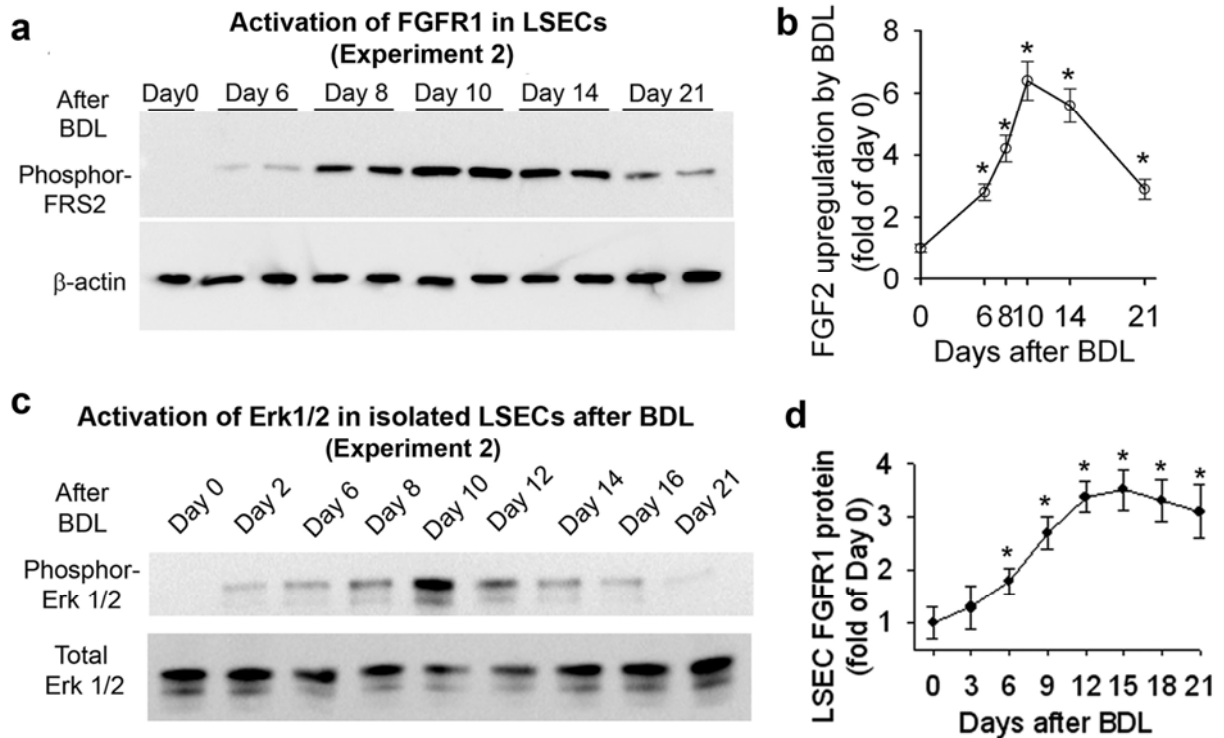 a
Activation of FGFR1 in LSECs
(Experiment 2)
After
BDL
Day0 Day 6 Day 8 Day 10 Day 14 Day 21
Phosphor-
FRS2
β-actin
b
FGF2 upregulation by BDL
(fold of day 0)
8
6
4
2
0
* * * * *
0 6 8 10 14 21
Days after BDL
c
Activation of Erk1/2 in isolated LSECs after BDL
(Experiment 2)
After
BDL
Day 0 Day 2 Day 6 Day 8 Day 10 Day 12 Day 14 Day 16 Day 21
Phosphor-
Erk 1/2
Total
Erk 1/2
d
LSEC FGFR1 protein
(fold of Day 0)
4
3
2
1
* * * * * *
0 3 6 9 12 15 18 21
Days after BDL